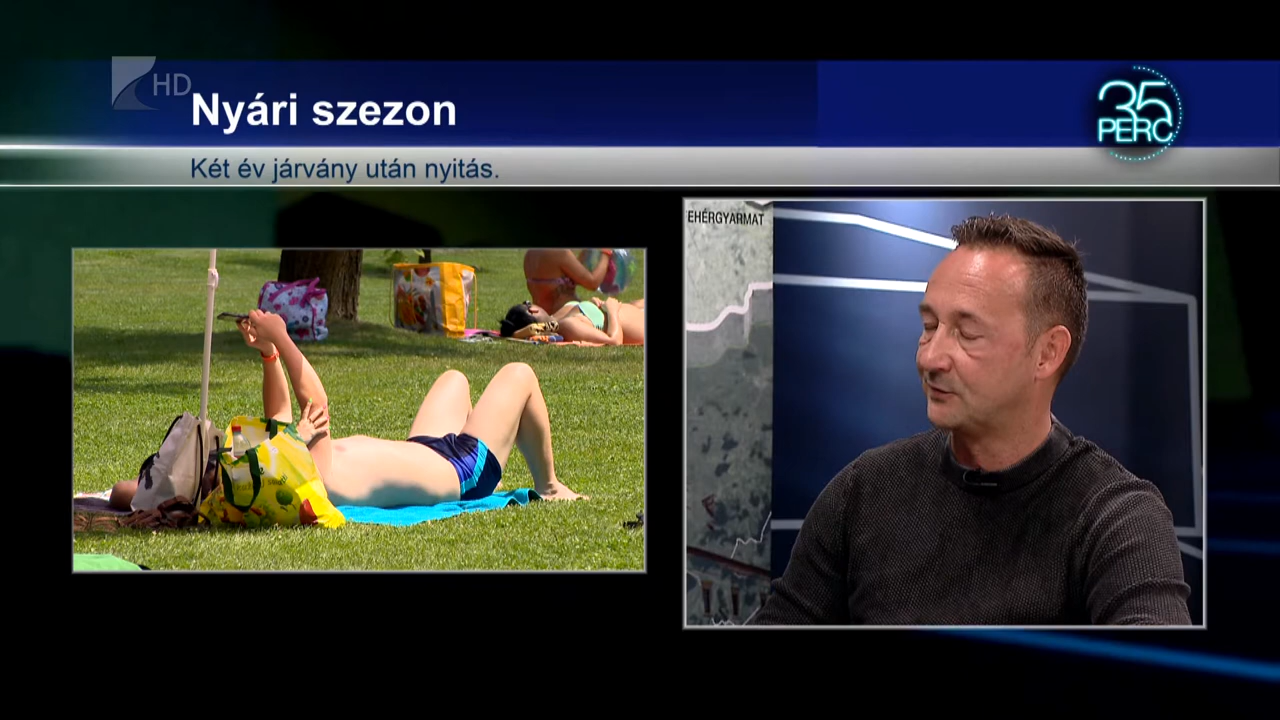 HD
Nyári szezon
35
PERC
Két év járvány után nyitás.
EHÉRGYARMAT